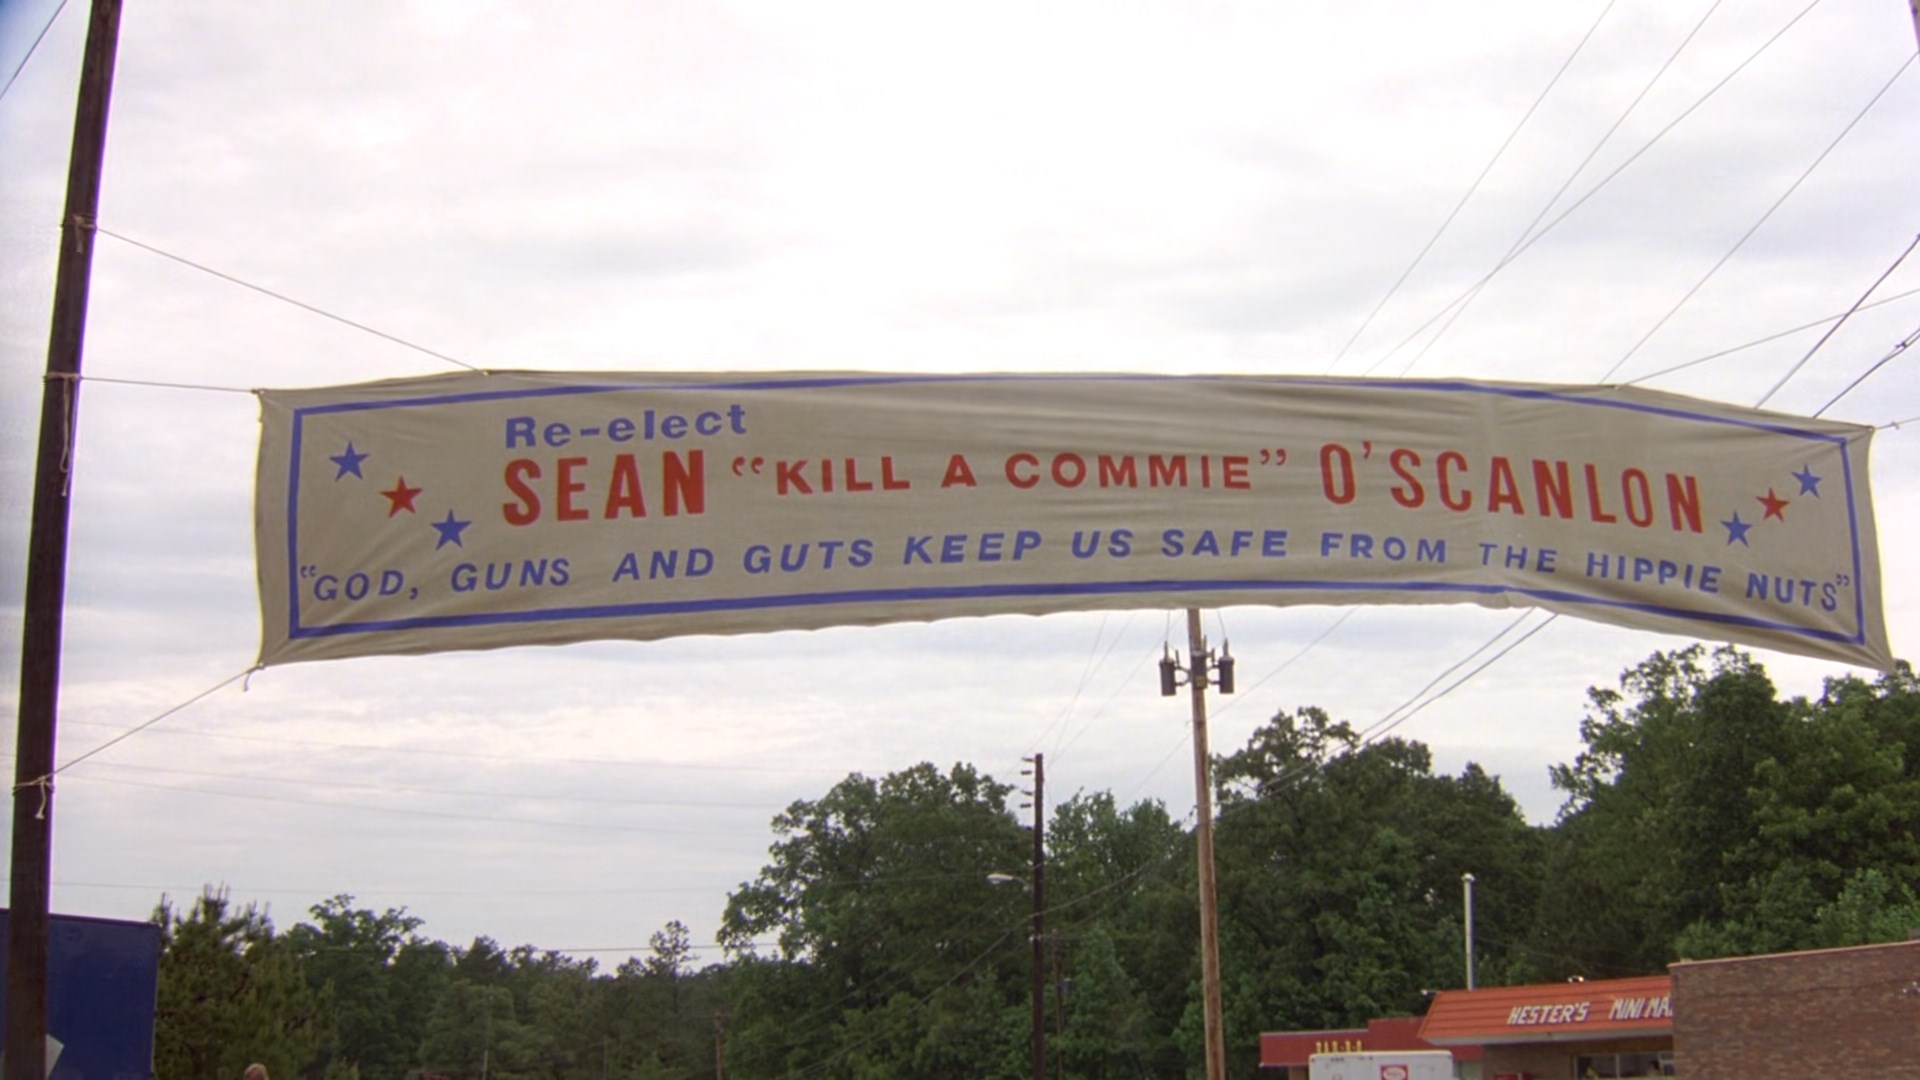 Re-elect
SEAN “KILL A COMMIE” O'SCANLON
“GOD, GUNS AND GUTS KEEP US SAFE FROM THE HIPPIE NUTS”
HESTER'S MINI